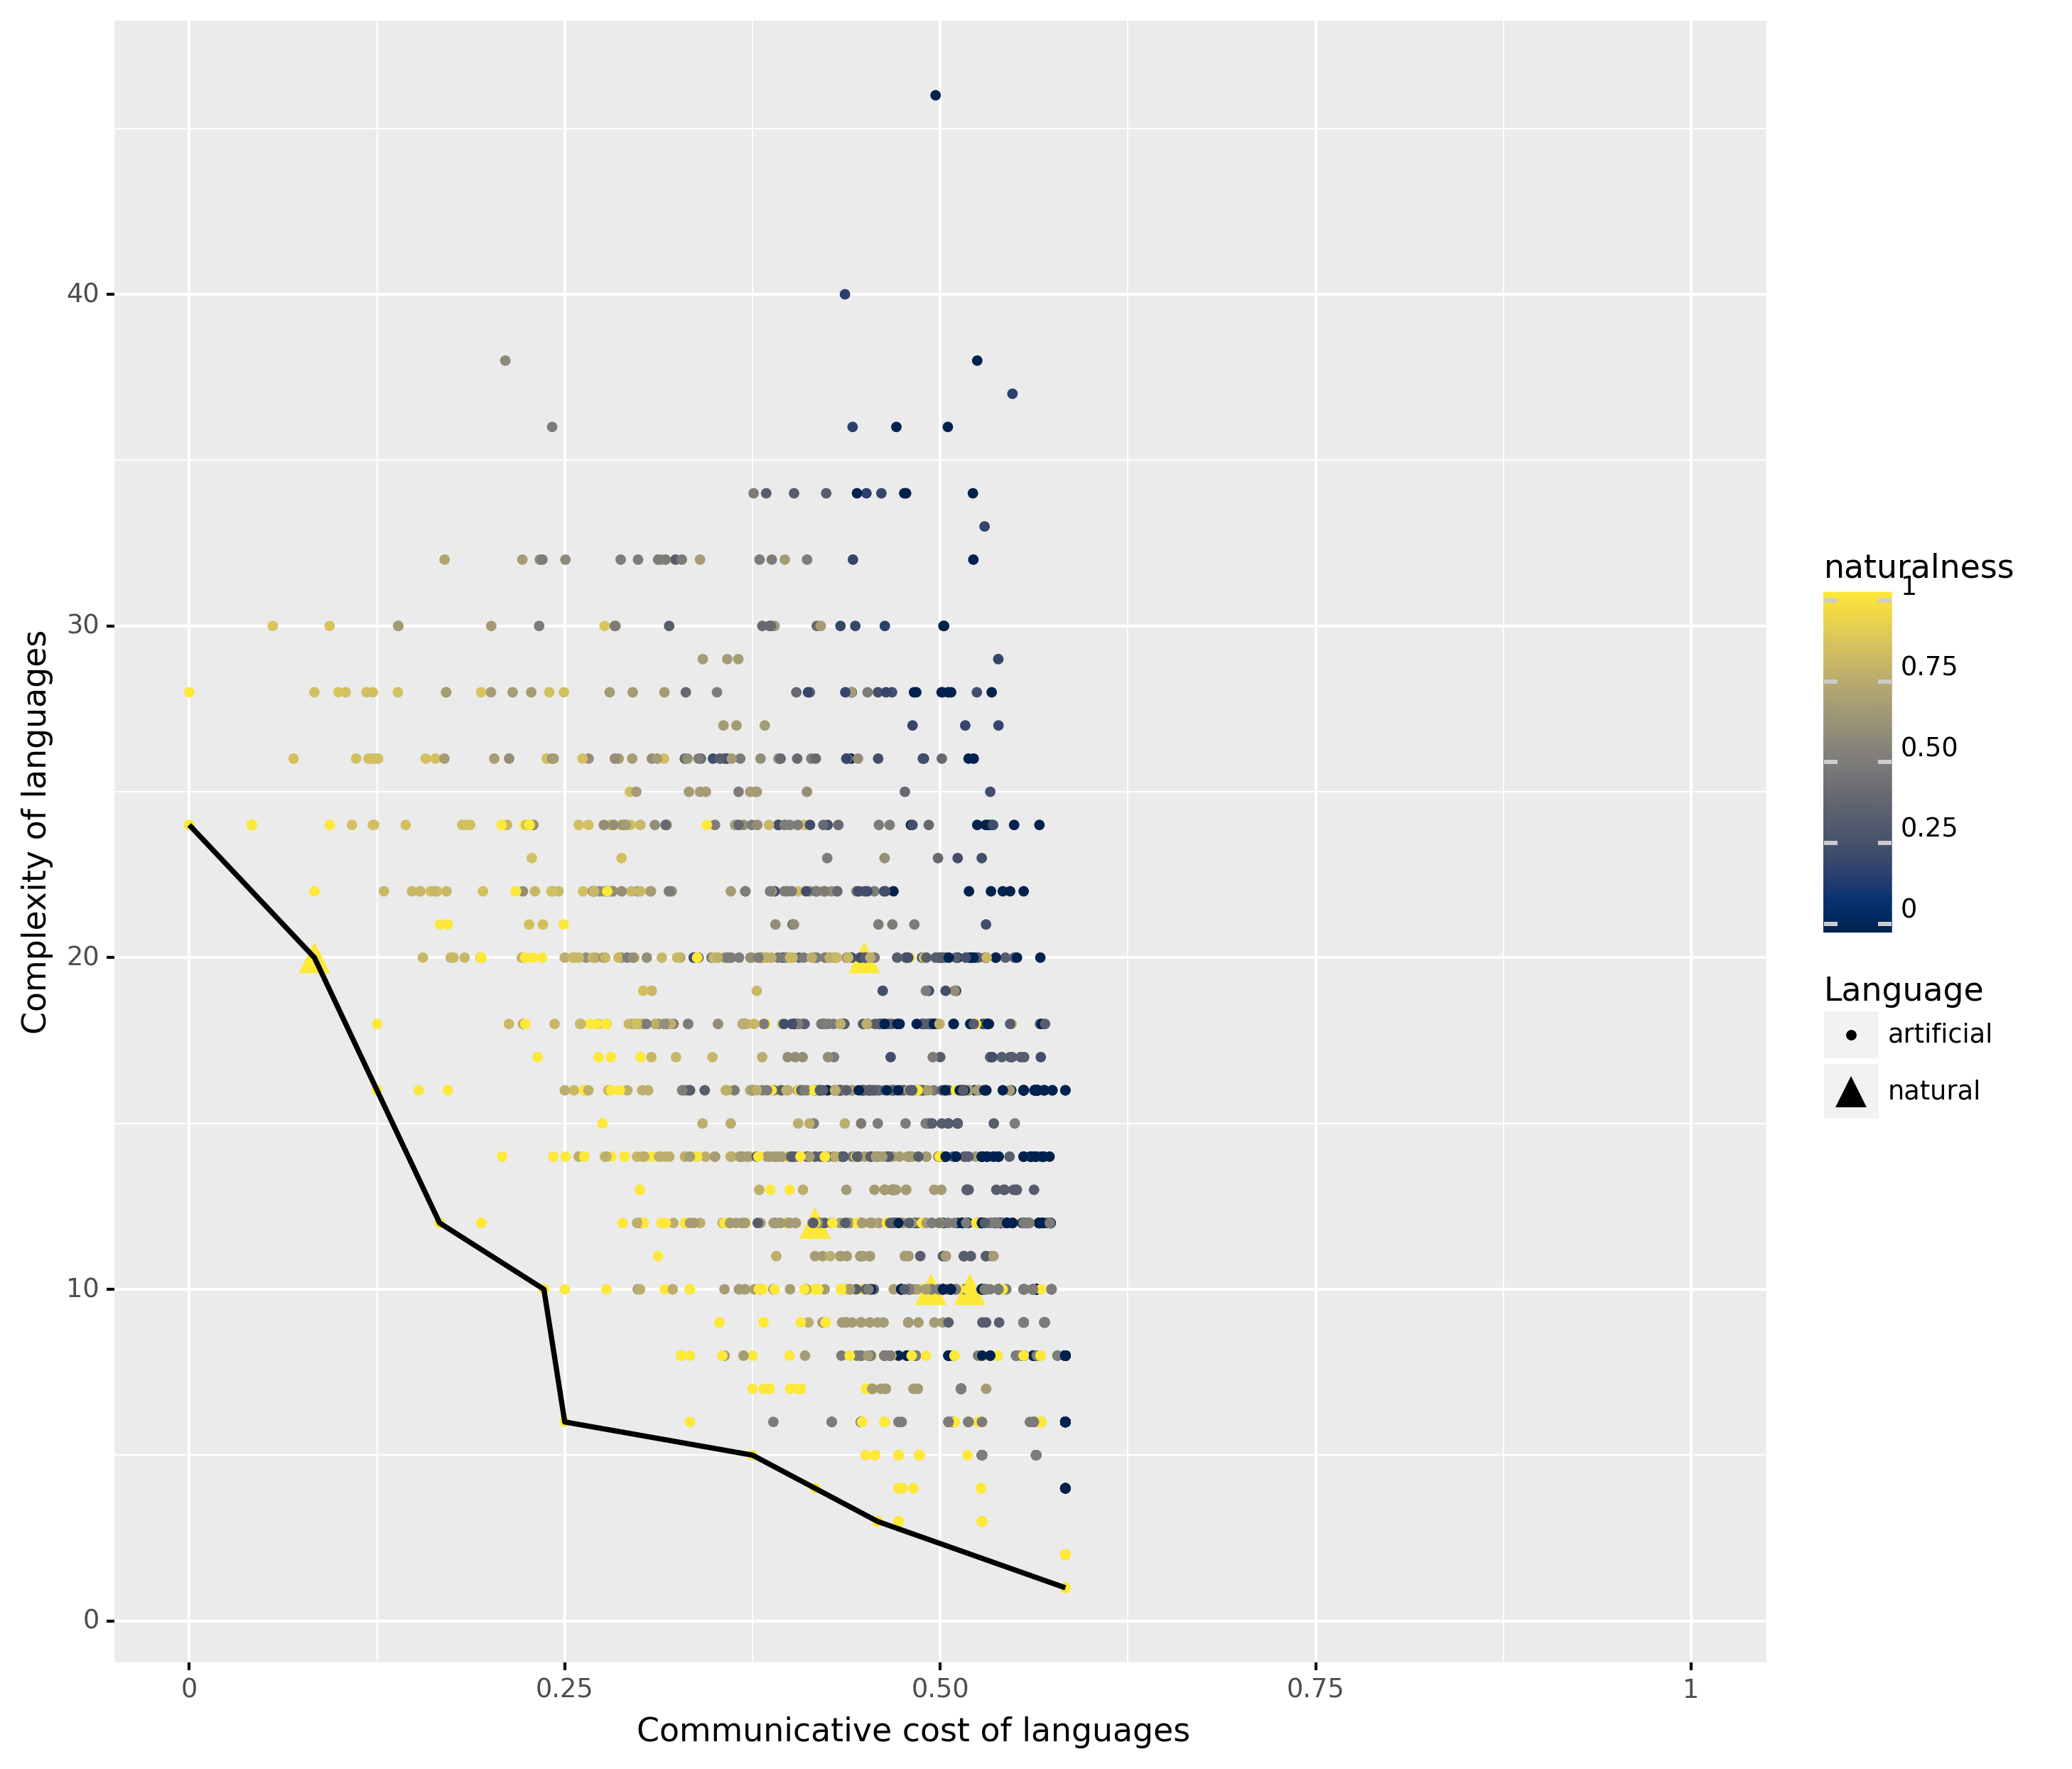 Complexity of languages
40
30
20
10
0
0
0.25
0.50
0.75
1
Communicative cost of languages
naturalness
1
0.75
0.50
0.25
0
Language
artificial
natural